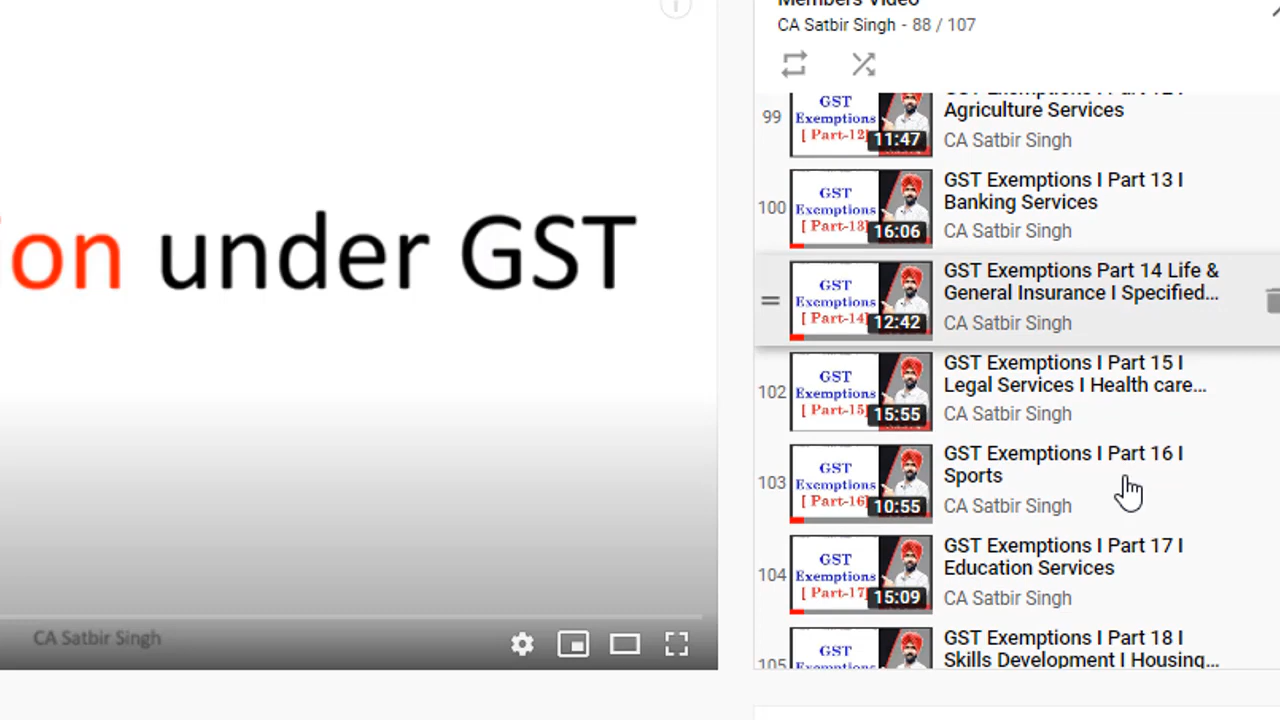 Members Video
CA Satbir Singh - 88 / 107
on under GST
CA Satbir Singh
99
GST
Exemptions
[ Part-12]
11:47
GST Exemptions I Part 12 I
Agriculture Services
CA Satbir Singh
100
GST
Exemptions
[ Part-13]
16:06
GST Exemptions I Part 13 I
Banking Services
CA Satbir Singh
GST
Exemptions
[ Part-14]
12:42
GST Exemptions Part 14 Life &
General Insurance I Specified...
CA Satbir Singh
102
GST
Exemptions
[ Part-15]
15:55
GST Exemptions I Part 15 I
Legal Services I Health care...
CA Satbir Singh
103
GST
Exemptions
[ Part-16]
10:55
GST Exemptions I Part 16 I
Sports
CA Satbir Singh
104
GST
Exemptions
[ Part-17]
15:09
GST Exemptions I Part 17 I
Education Services
CA Satbir Singh
105
GST
Exemptions
GST Exemptions I Part 18 I
Skills Development I Housing...